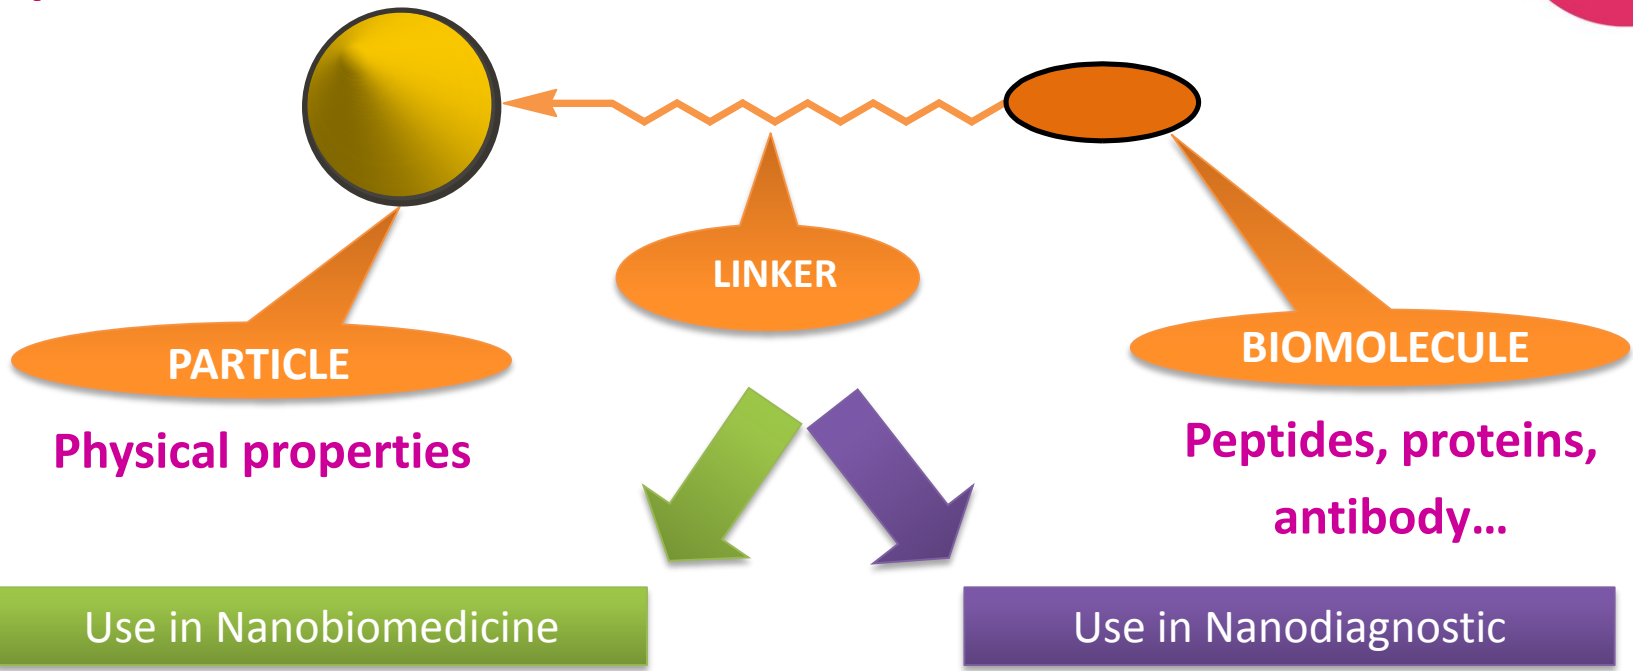 LINKER
PARTICLE
BIOMOLECULE
Physical properties
Peptides, proteins,
antibody...
Use in Nanobiomedicine
Use in Nanodiagnostic